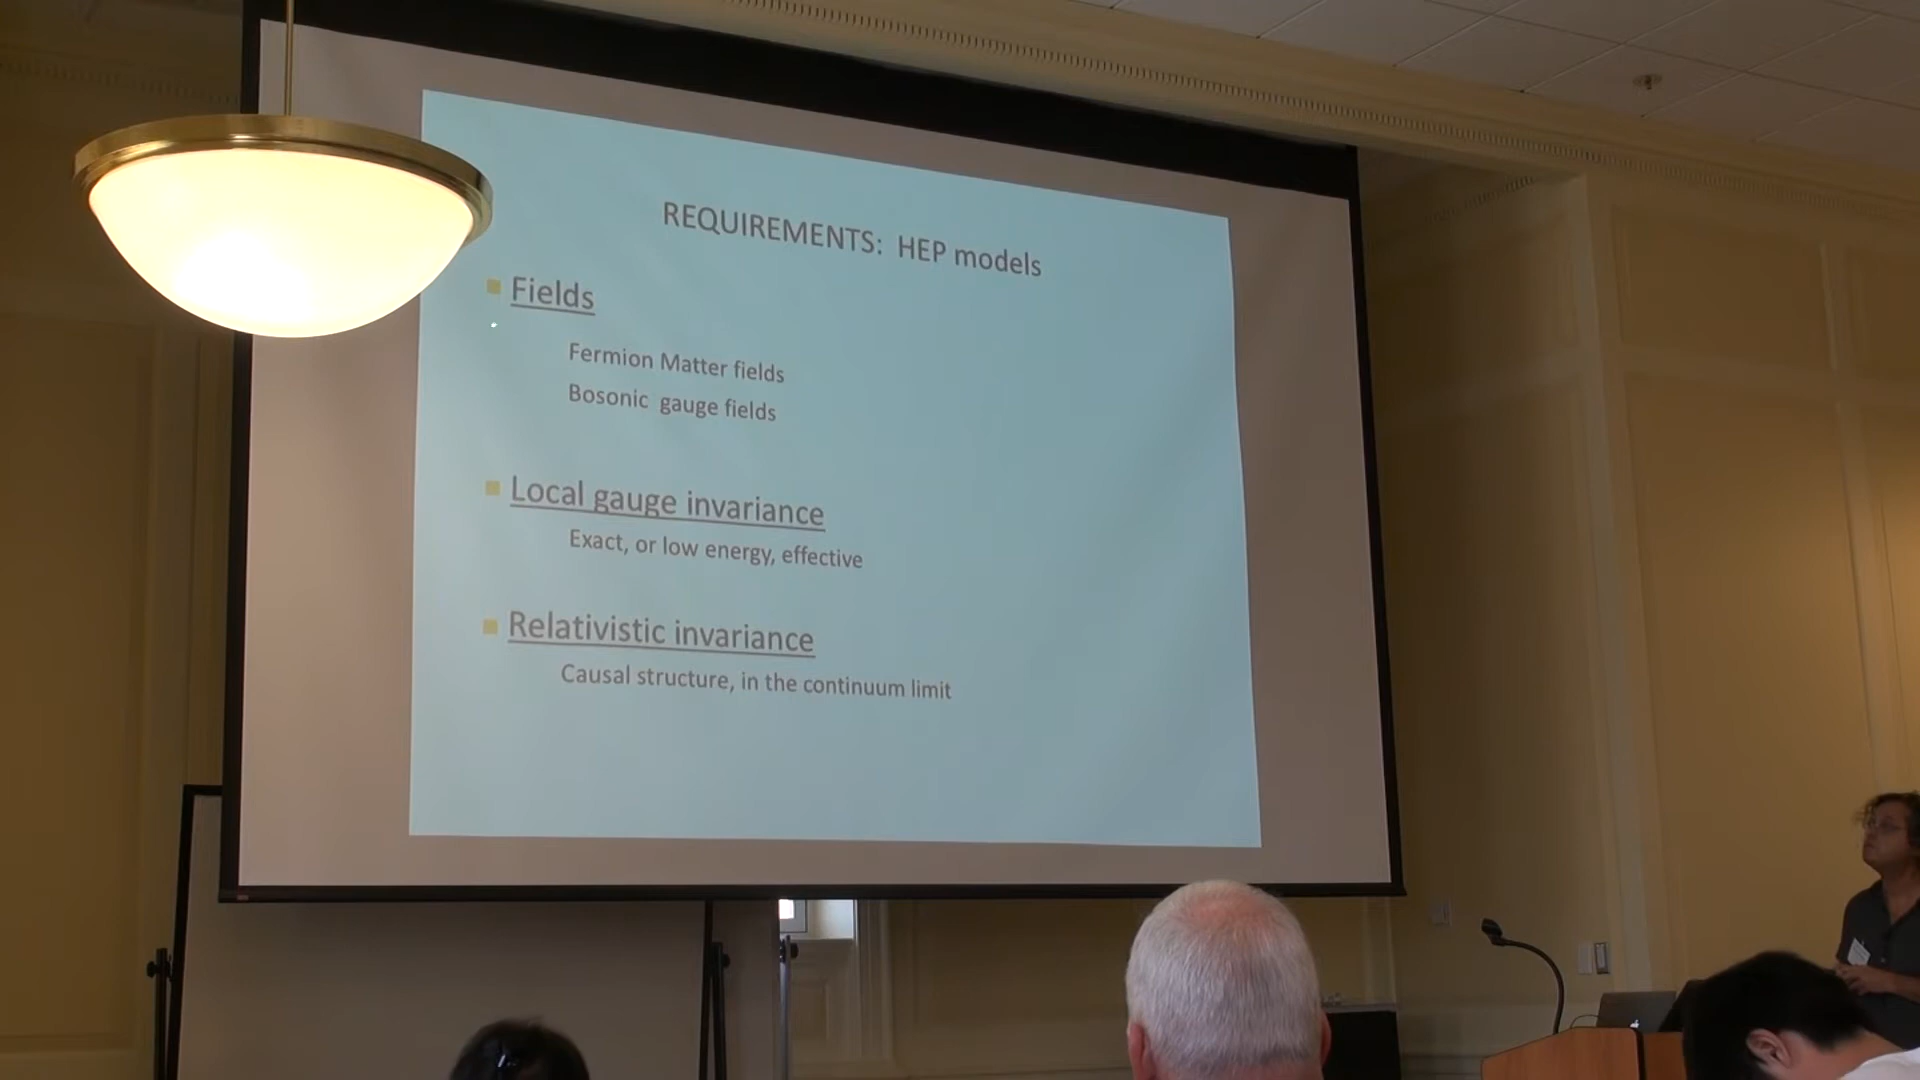 REQUIREMENTS: HEP models
Fields
Fermion Matter fields
Bosonic gauge fields
Local gauge invariance
Exact, or low energy, effective
Relativistic invariance
Causal structure, in the continuum limit